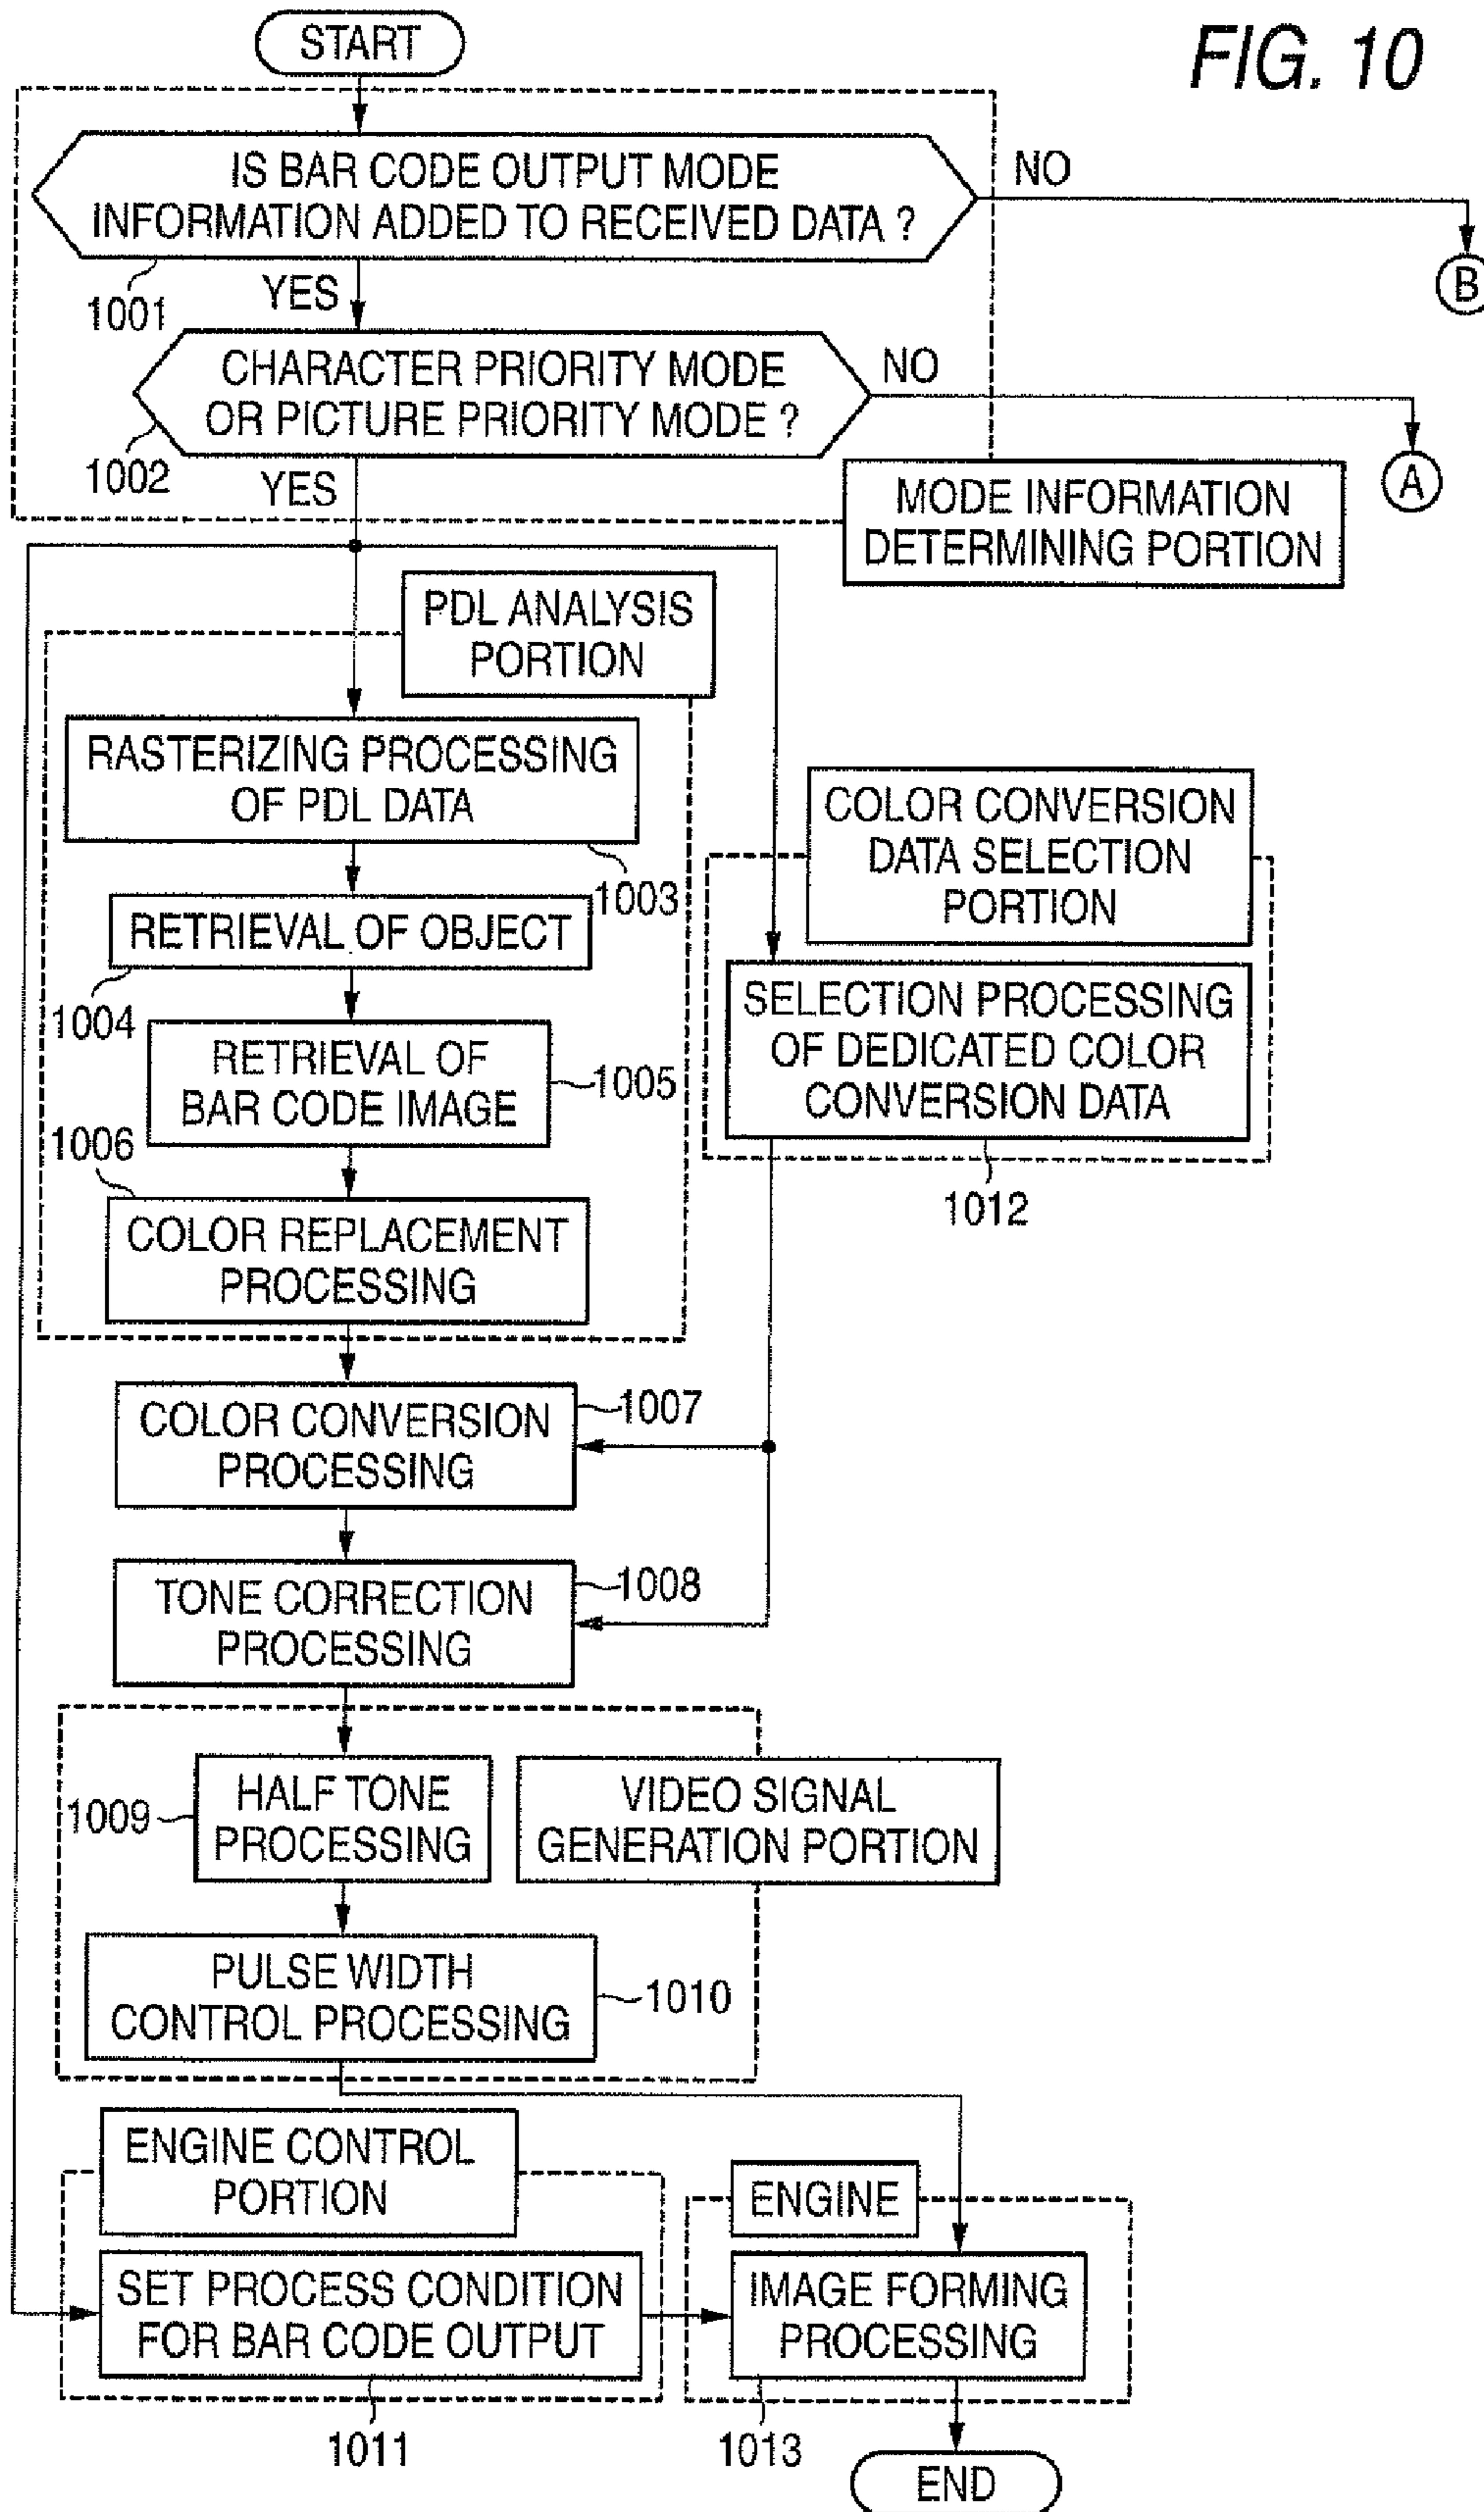 FIG. 10
START
IS BAR CODE OUTPUT MODE
INFORMATION ADDED TO RECEIVED DATA ?
NO
B
1001
YES
CHARACTER PRIORITY MODE
OR PICTURE PRIORITY MODE ?
NO
A
1002
YES
MODE INFORMATION
DETERMINING PORTION
PDL ANALYSIS
PORTION
RASTERIZING PROCESSING
OF PDL DATA
1003
COLOR CONVERSION
DATA SELECTION
PORTION
RETRIEVAL OF OBJECT
1004
RETRIEVAL OF
BAR CODE IMAGE
1005
SELECTION PROCESSING
OF DEDICATED COLOR
CONVERSION DATA
1012
1006
COLOR REPLACEMENT
PROCESSING
COLOR CONVERSION
PROCESSING
1007
TONE CORRECTION
PROCESSING
1008
HALF TONE
PROCESSING
1009
VIDEO SIGNAL
GENERATION PORTION
PULSE WIDTH
CONTROL PROCESSING
1010
ENGINE CONTROL
PORTION
ENGINE
SET PROCESS CONDITION
FOR BAR CODE OUTPUT
1011
IMAGE FORMING
PROCESSING
1013
END